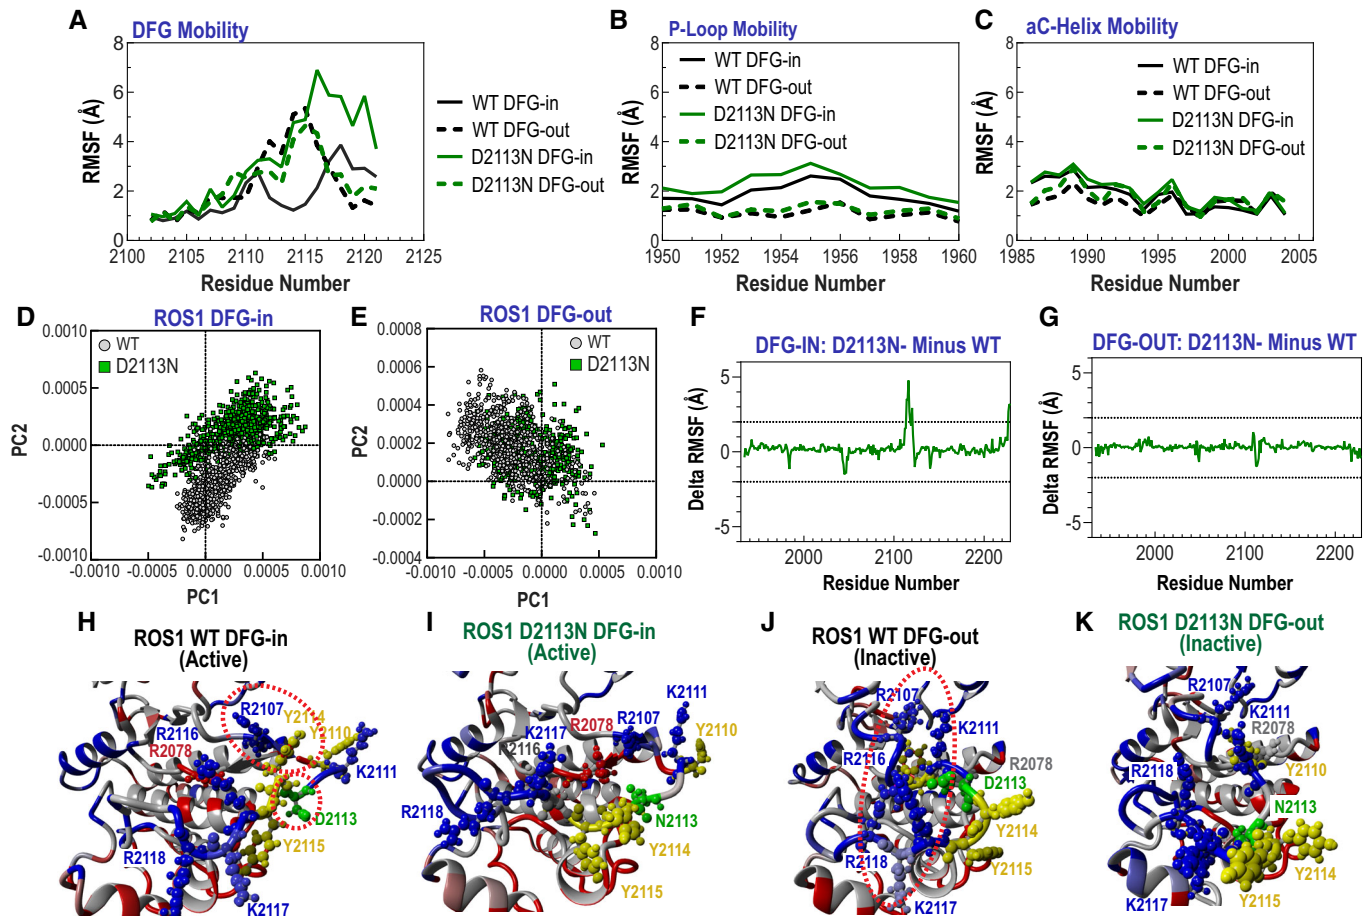 A
DFG Mobility
8
6
4
2
0
RMSF (Å)
2100
2105
2110
2115
2120
2125
Residue Number
WT DFG-in
WT DFG-out
D2113N DFG-in
D2113N DFG-out
B
P-Loop Mobility
8
6
4
2
0
RMSF (Å)
WT DFG-in
WT DFG-out
D2113N DFG-in
D2113N DFG-out
1950
1952
1954
1956
1958
1960
Residue Number
C
aC-Helix Mobility
8
6
4
2
0
RMSF (Å)
WT DFG-in
WT DFG-out
D2113N DFG-in
D2113N DFG-out
1985
1990
1995
2000
2005
Residue Number
D
ROS1 DFG-in
0.0010
0.0005
0.0000
-0.0005
-0.0010
PC2
WT
D2113N
-0.0010
-0.0005
0.0000
0.0005
0.0010
PC1
E
ROS1 DFG-out
0.0008
0.0006
0.0004
0.0002
0.0000
-0.0002
-0.0004
PC2
WT
D2113N
-0.0010
-0.0005
0.0000
0.0005
0.0010
PC1
F
DFG-IN: D2113N- Minus WT
5
0
-5
Delta RMSF (Å)
2000
2100
2200
Residue Number
G
DFG-OUT: D2113N- Minus WT
5
0
-5
Delta RMSF (Å)
2000
2100
2200
Residue Number
H
ROS1 WT DFG-in
(Active)
R2107
Y2114
Y2110
R2116
R2078
K2111
D2113
Y2115
R2118
K2117
I
ROS1 D2113N DFG-in
(Active)
K2111
R2078
R2107
K2117
Y2110
R2116
R2118
N2113
Y2114
Y2115
J
ROS1 WT DFG-out
(Inactive)
R2107
K2111
R2116
R2078
D2113
Y2114
R2118
Y2115
K2117
K
ROS1 D2113N DFG-out
(Inactive)
R2107
K2111
R2078
R2118
Y2110
N2113
Y2114
Y2115
K2117